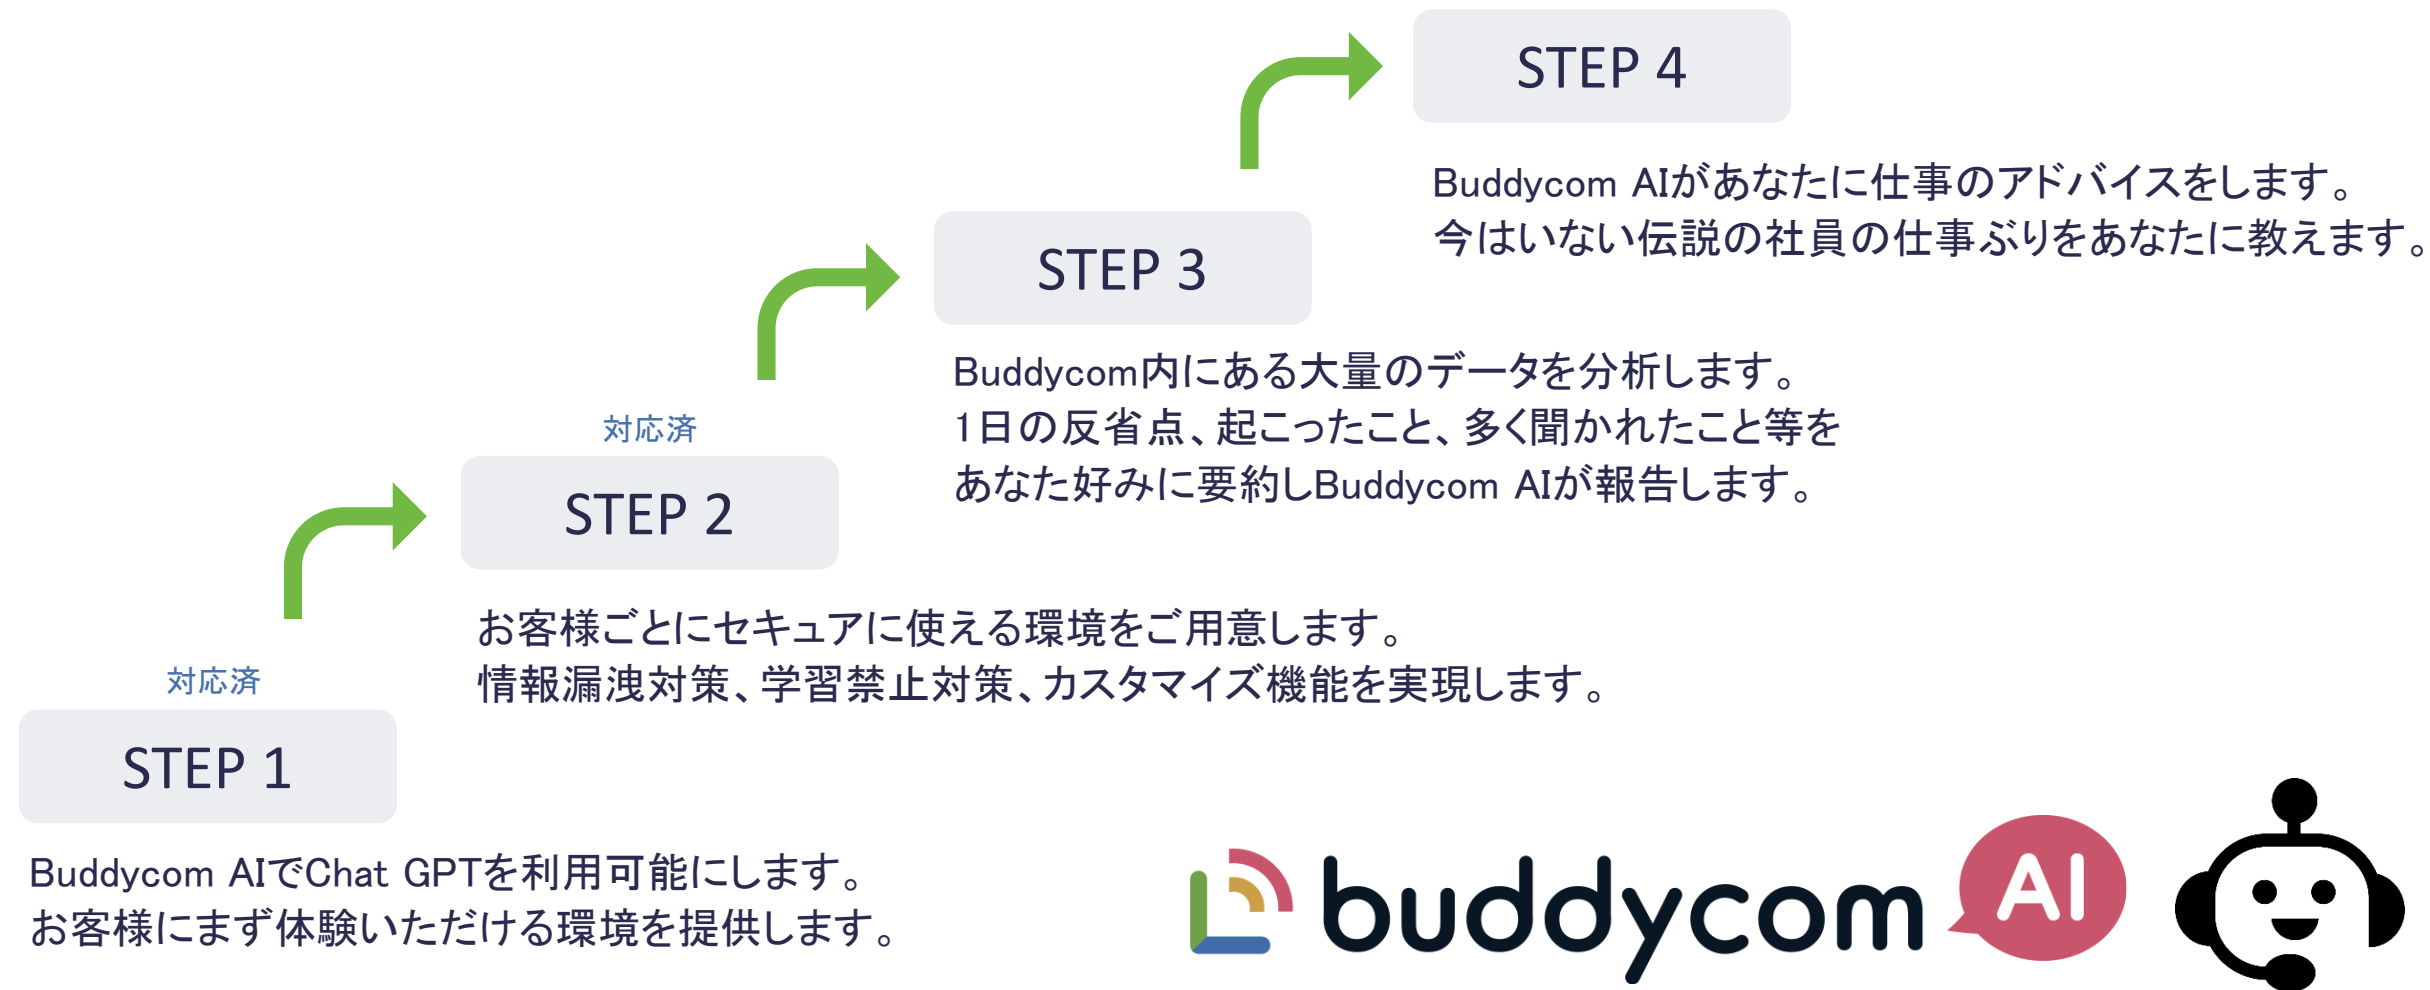 STEP 4
Buddycom AIがあなたに仕事のアドバイスをします。
今はいない伝説の社員の仕事ぶりをあなたに教えます。
STEP 3
Buddycom内にある大量のデータを分析します。
1日の反省点、起こったこと、多く聞かれたこと等を
あなた好みに要約しBuddycom AIが報告します。
対応済
STEP 2
お客様ごとにセキュアに使える環境をご用意します。
情報漏洩対策、学習禁止対策、カスタマイズ機能を実現します。
対応済
STEP 1
Buddycom AIでChat GPTを利用可能にします。
お客様にまず体験いただける環境を提供します。
buddycom AI